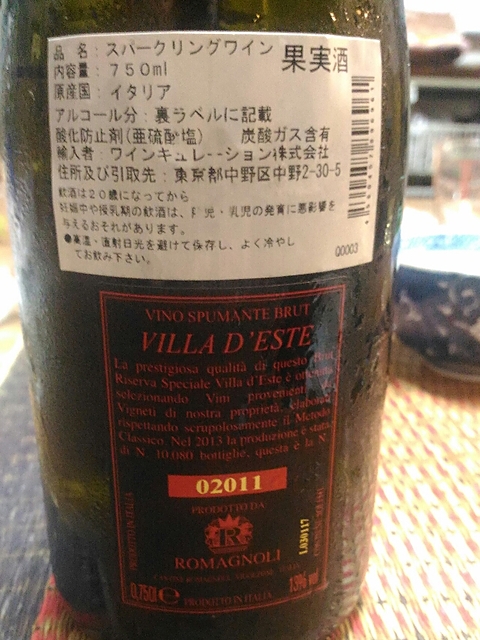 品 名：スパークリングワイン 果実酒
内容量：750ml
原産国：イタリア
アルコール分：裏ラベルに記載
酸化防止剤(亜硫酸塩) 炭酸ガス含有
輸入者：ワインキュレーション株式会社
住所及び引取先：東京都中野区中野2-30-5
飲酒は20歳になってから
妊娠中や授乳期の飲酒は、 児・乳児の発育に悪影響を
与えるおそれがあります。
●高温・直射日光を避けて保存し、よく冷やし
てお飲み下さい。
00003
VINO SPUMANTE BRUT
VILLA D'ESTE
La prestigiosa qualità di questo Brut
Riserva Speciale Villa d'Este è ottenuta
selezionando Vini provenienti da
Vigneti di nostra proprietà, elaborati
rispettando scrupolosamente il Metodo
Classico. Nel 2013 la produzione è stata
di N. 10.080 bottiglie, questa è la N.
02011
PRODOTTO DA
R
ROMAGNOLI
0,750l e
13% vol
PRODOTTO IN ITALIA
PRODOTTO IN ITALIA
L.030117